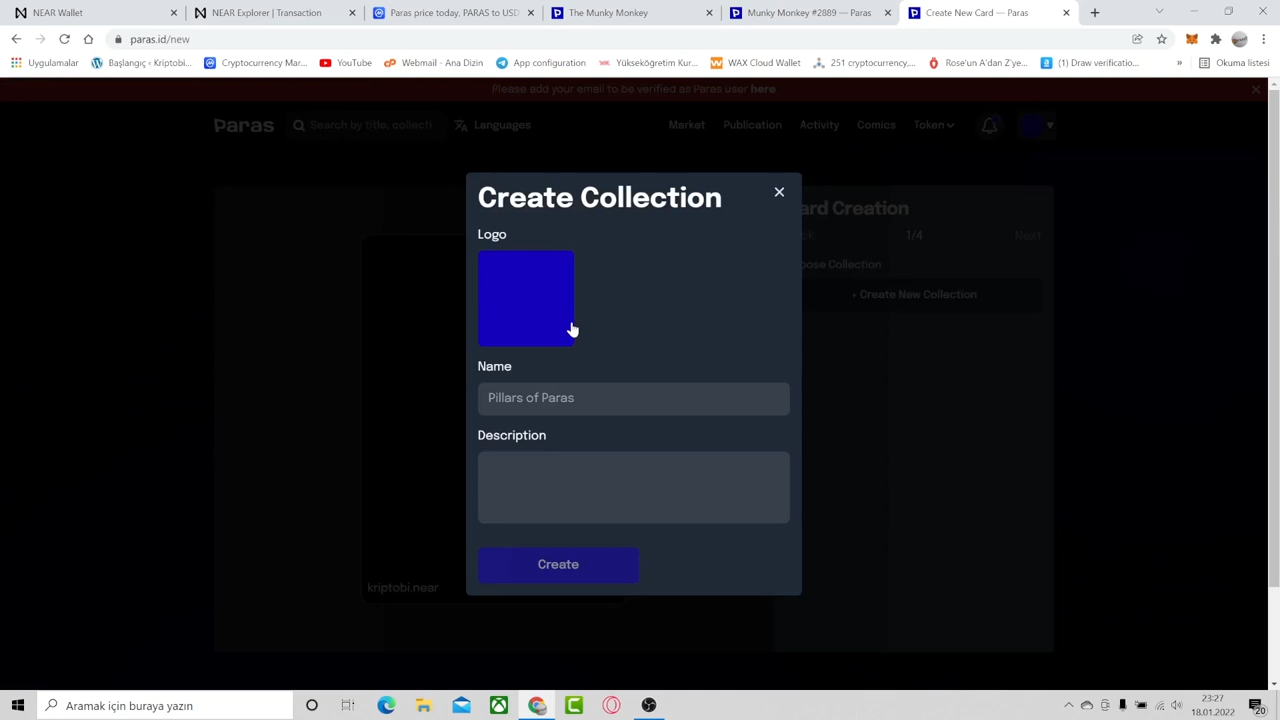 NEAR Wallet
NEAR Explorer | Transaction
Paras price today, PARAS to USD
The Munky Monkey
Munky Monkey #2889 — Paras
Create New Card — Paras
paras.id/new
Uygulamalar
Başlangıç – Kriptobi...
Cryptocurrency Mar...
YouTube
Webmail · Ana Dizin
App configuration
Yükseköğretim Kur...
WAX Cloud Wallet
251 cryptocurrency,...
Rose'un A'dan Z'ye...
(1) Draw verificatio...
»
Okuma listesi
Please add your email to be verified as Paras user here
Paras
Search by title, collecti
Languages
Market
Publication
Activity
Comics
Token
Create Collection
Logo
Name
Pillars of Paras
Description
Create
ard Creation
ck
1/4
Next
oose Collection
+ Create New Collection
kriptobi.near
Aramak için buraya yazın
23:27
18.01.2022
20